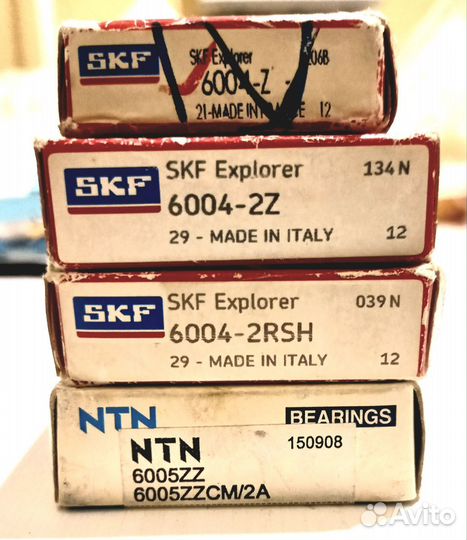 SKF
SKF Explorer 206B
6004-Z
21-MADE IN FRANCE 12
SKF
SKF Explorer 134 N
6004-2Z
29 - MADE IN ITALY 12
SKF
SKF Explorer 039 N
6004-2RSH
29 - MADE IN ITALY 12
NTN BEARINGS
NTN 150908
6005ZZ
6005ZZCM/2A
Avito